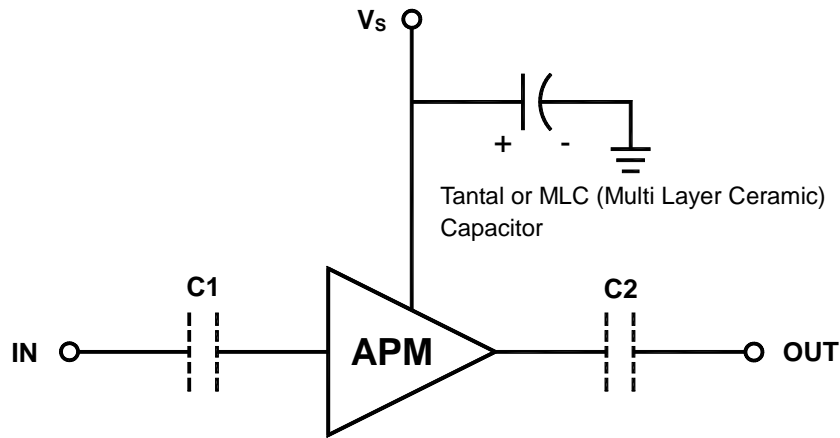 Vs
+ -
Tantal or MLC (Multi Layer Ceramic)
Capacitor
C1
C2
IN
APM
OUT